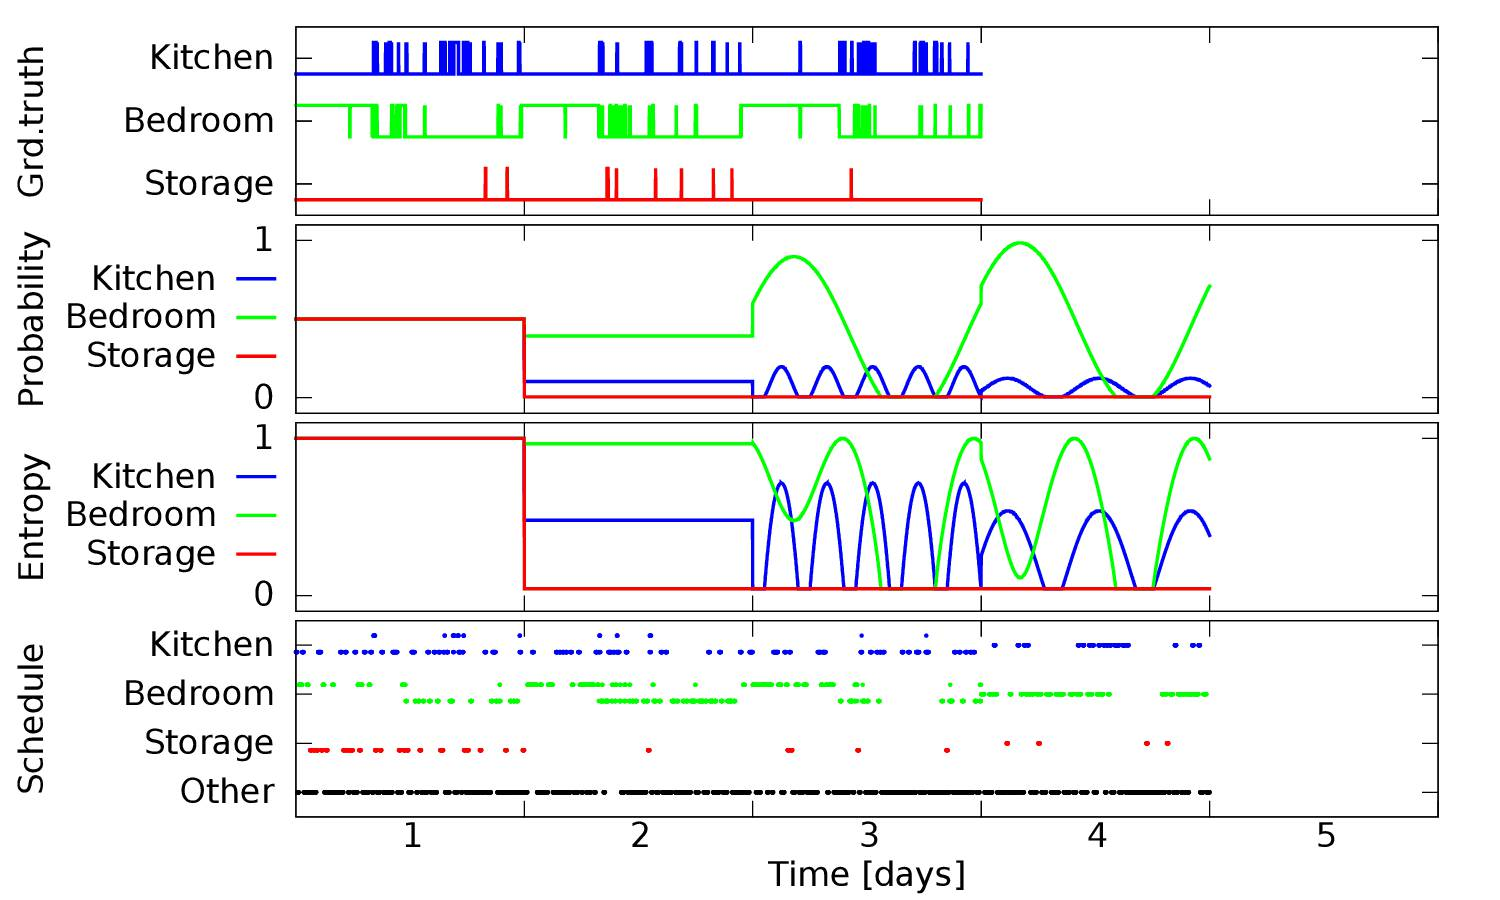 Grd.truth
Kitchen
Bedroom
Storage
Probability
1
Kitchen
Bedroom
Storage
0
Entropy
1
Kitchen
Bedroom
Storage
0
Schedule
Kitchen
Bedroom
Storage
Other
1 2 3 4 5
Time [days]